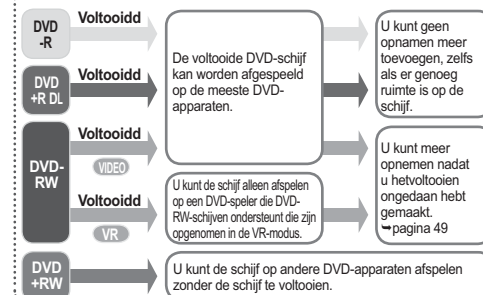 DVD
-R
Voltooidd
De voltooide DVD-schijf
kan worden afgespeeld
op de meeste DVD-
apparaten.
U kunt geen
opnamen meer
toevoegen, zelfs
als er genoeg
ruimte is op de
schijf.
DVD
+R DL
Voltooidd
DVD-
RW
Voltooidd
VIDEO
U kunt meer
opnemen nadat
u hetvoltooien
ongedaan hebt
gemaakt.
➥pagina 49
Voltooidd
VR
U kunt de schijf alleen afspelen
op een DVD-speler die DVD-
RW-schijven ondersteunt die zijn
opgenomen in de VR-modus.
DVD
+RW
U kunt de schijf op andere DVD-apparaten afspelen
zonder de schijf te voltooien.